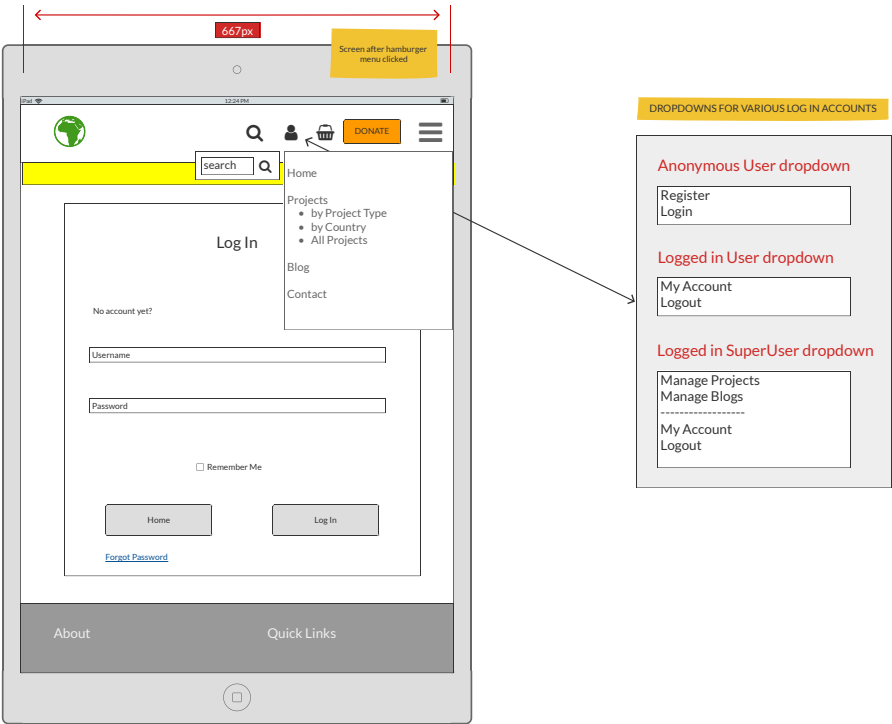 667px
Screen after hamburger
menu clicked
iPad
12:24 PM
DONATE
search
Home
Projects
by Project Type
by Country
All Projects
Blog
Contact
Log In
No account yet?
Username
Password
Remember Me
Home
Log In
Forgot Password
About
Quick Links
DROPDOWNS FOR VARIOUS LOG IN ACCOUNTS
Anonymous User dropdown
Register
Login
Logged in User dropdown
My Account
Logout
Logged in SuperUser dropdown
Manage Projects
Manage Blogs
------------------
My Account
Logout